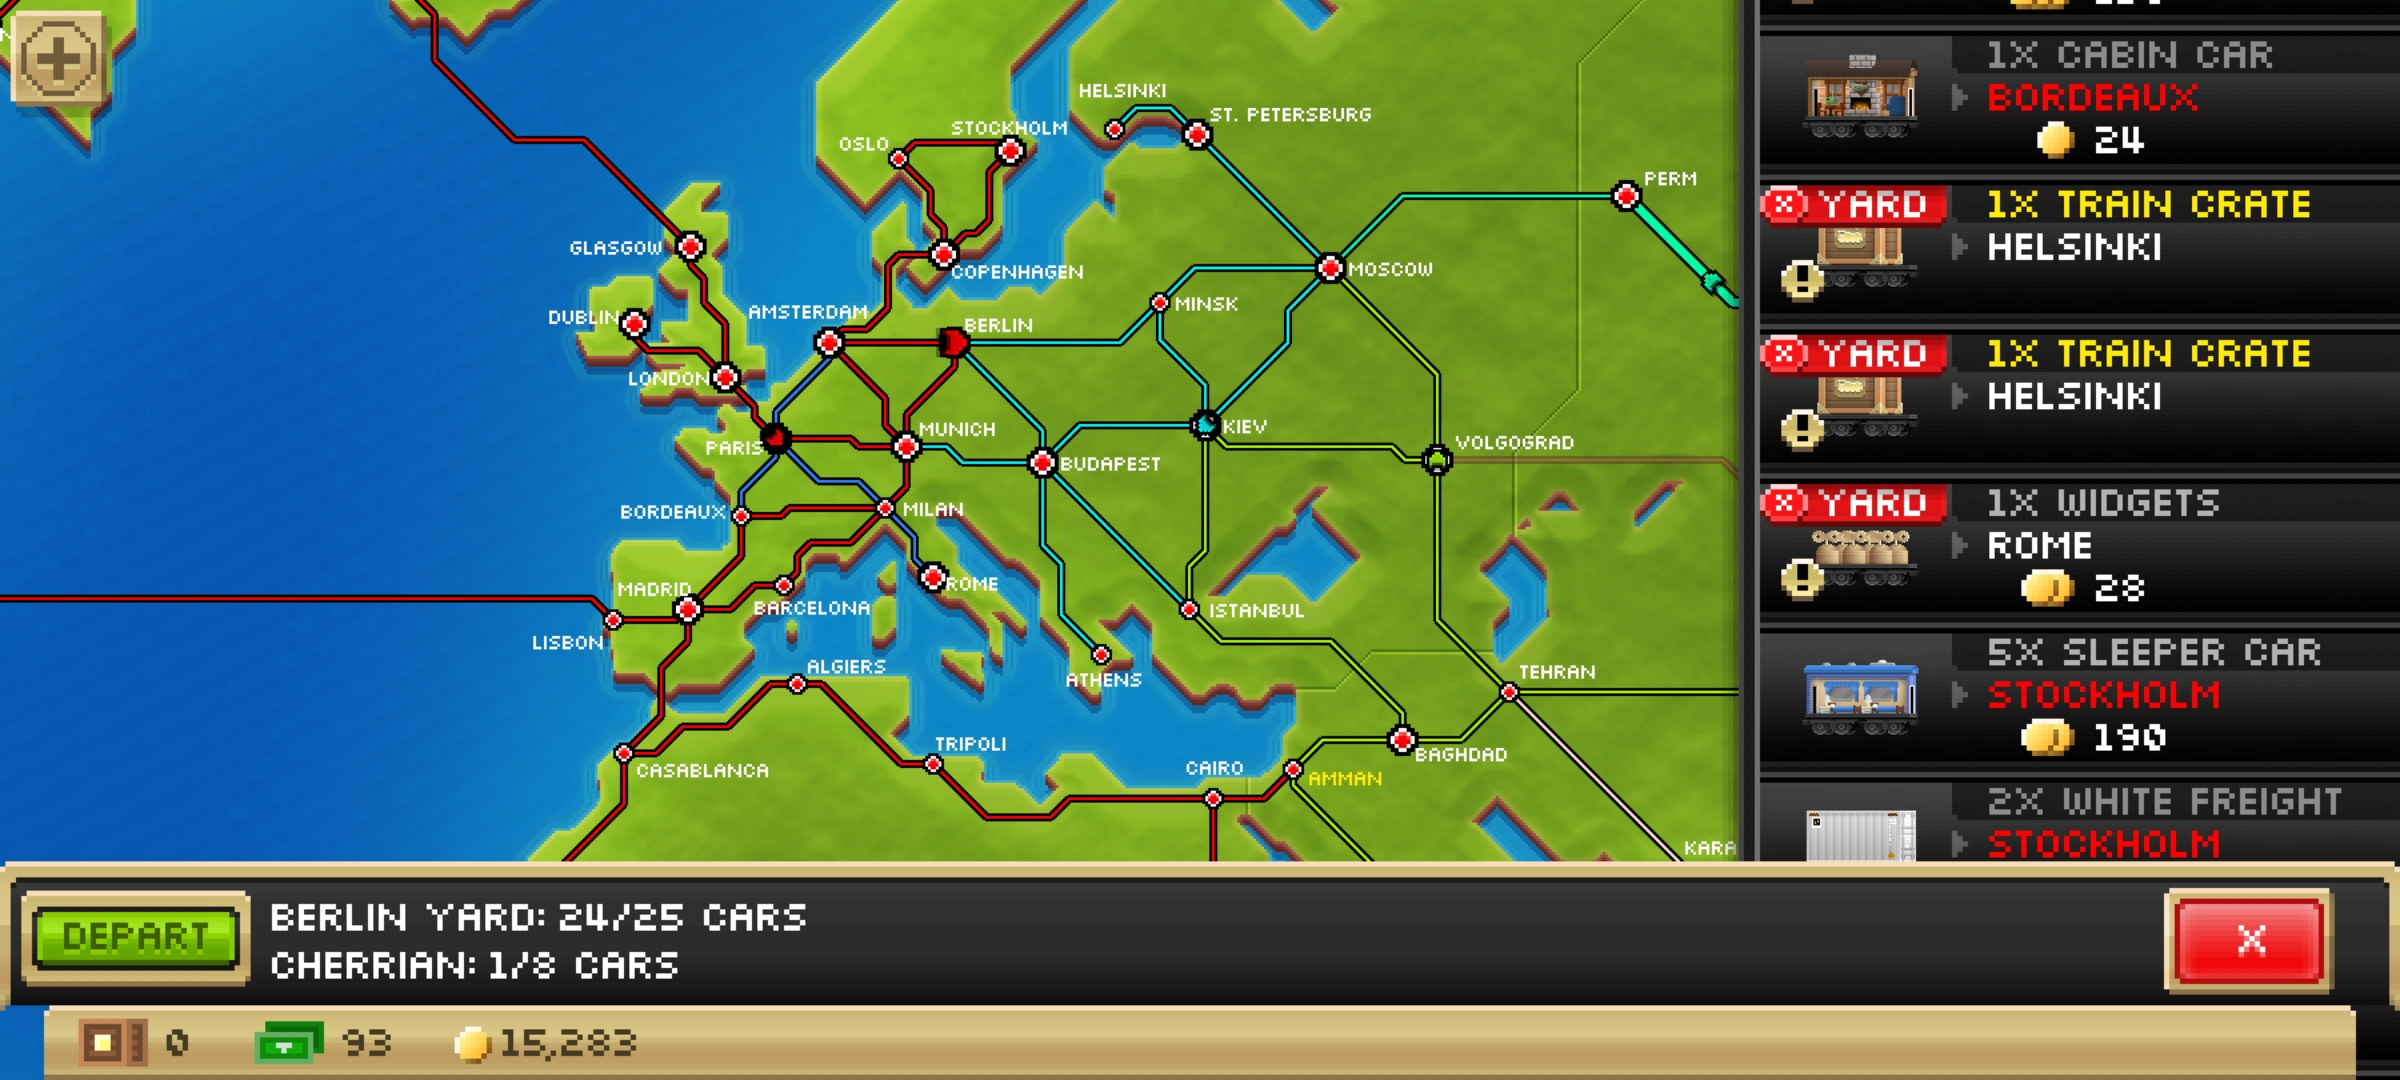 1X CABIN CAR
BORDEAUX
24
YARD
1X TRAIN CRATE
HELSINKI
YARD
1X TRAIN CRATE
HELSINKI
YARD
1X WIDGETS
ROME
28
5X SLEEPER CAR
STOCKHOLM
190
2X WHITE FREIGHT
STOCKHOLM
HELSINKI
ST. PETERSBURG
STOCKHOLM
OSLO
PERM
GLASGOW
COPENHAGEN
MOSCOW
MINSK
DUBLIN
AMSTERDAM
BERLIN
LONDON
KIEV
MUNICH
PARIS
BUDAPEST
VOLGOGRAD
BORDEAUX
MILAN
ROME
MADRID
BARCELONA
ISTANBUL
LISBON
ALGIERS
ATHENS
TEHRAN
TRIPOLI
BAGHDAD
CASABLANCA
CAIRO
AMMAN
KARA
DEPART
BERLIN YARD: 24/25 CARS
CHERRIAN: 1/8 CARS
X
0
93
15,283